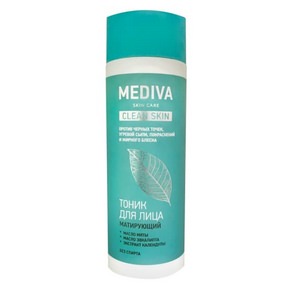 MEDIVA
SKIN CARE
CLEAN SKIN
ПРОТИВ ЧЕРНЫХ ТОЧЕК,
УГРЕВОЙ СЫПИ, ПОКРАСНЕНИЙ
И ЖИРНОГО БЛЕСКА
ТОНИК
ДЛЯ ЛИЦА
МАТИРУЮЩИЙ
• МАСЛО МЯТЫ
• МАСЛО ЭВКАЛИПТА
• ЭКСТРАКТ КАЛЕНДУЛЫ
БЕЗ СПИРТА